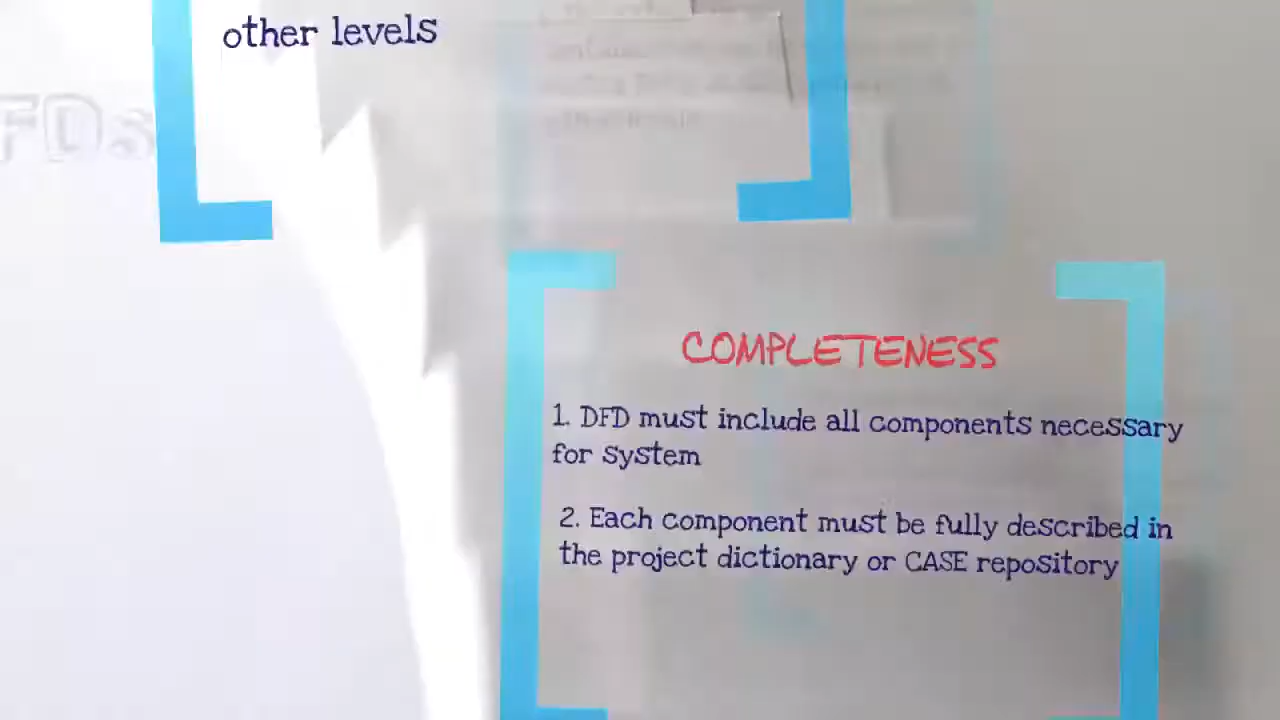 other levels
FDs
COMPLETENESS
1. DFD must include all components necessary
for system
2. Each component must be fully described in
the project dictionary or CASE repository